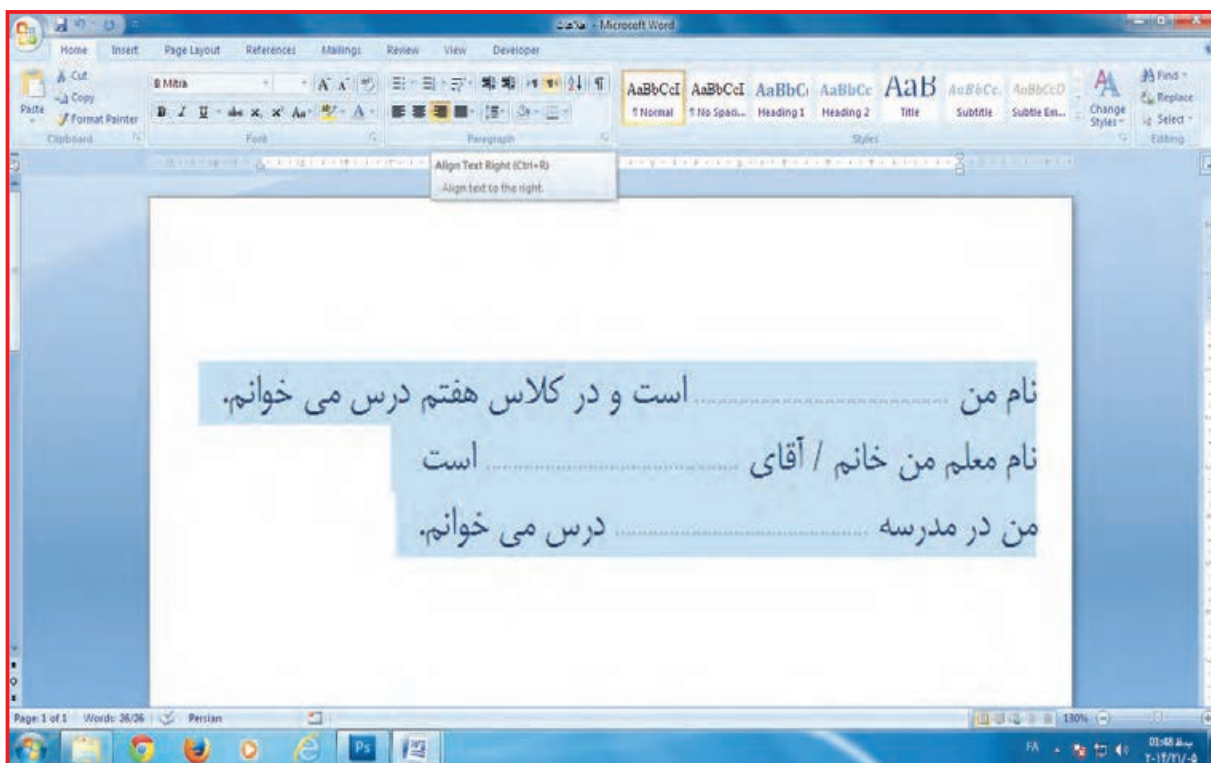 Microsoft Word
Home Insert Page Layout References Mailings Review View Developer
Cut
Copy
Paste
Format Painter
Clipboard
B Mitra
Font
Paragraph
AaBbCcI AaBbCcI AaBbC AaBbCc AaB AaBbCc. AaBbCcD
¶ Normal ¶ No Spaci... Heading 1 Heading 2 Title Subtitle Subtle Em...
Change Styles
Styles
Find
Replace
Select
Editing
Align Text Right (Ctrl+R)
Align text to the right.
نام من .............................. است و در کلاس هفتم درس می خوانم.
نام معلم من خانم / آقای .............................. است
من در مدرسه .............................. درس می خوانم.
Page: 1 of 1 Words: 36/36 Persian 130%
Ps
FA
01:48